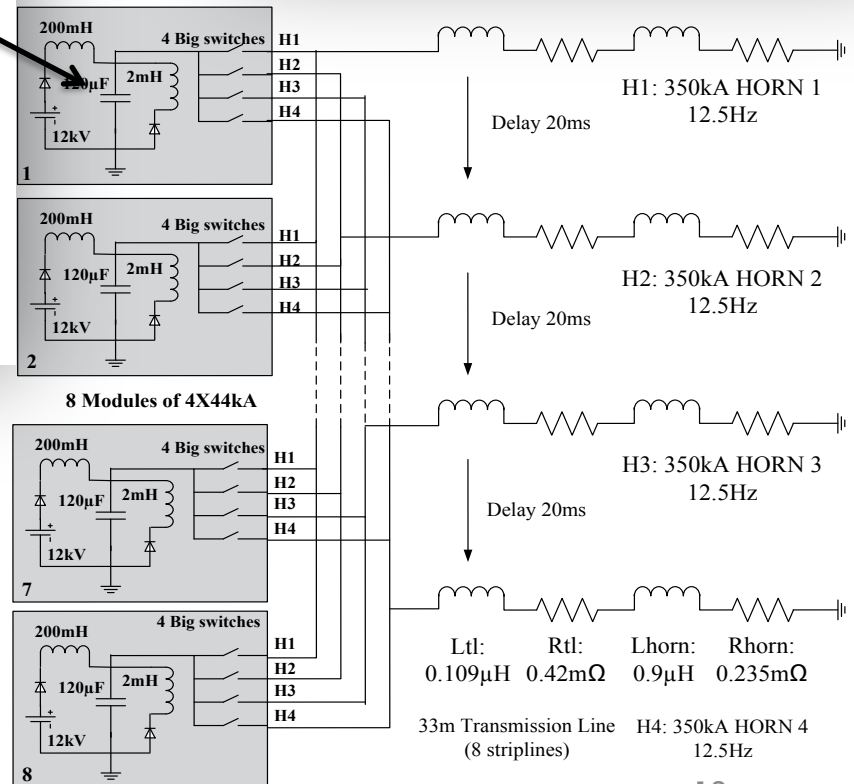 200mH
4 Big switches
H1
H2
H3
H4
120µF
2mH
12kV
1
H1: 350kA HORN 1
12.5Hz
Delay 20ms
200mH
4 Big switches
H1
H2
H3
H4
120µF
2mH
12kV
2
H2: 350kA HORN 2
12.5Hz
Delay 20ms
8 Modules of 4X44kA
200mH
4 Big switches
H1
H2
H3
H4
120µF
2mH
12kV
7
H3: 350kA HORN 3
12.5Hz
Delay 20ms
200mH
4 Big switches
H1
H2
H3
H4
120µF
2mH
12kV
8
Ltl: Rtl: Lhorn: Rhorn:
0.109µH 0.42mΩ 0.9µH 0.235mΩ
33m Transmission Line
(8 striplines)
H4: 350kA HORN 4
12.5Hz